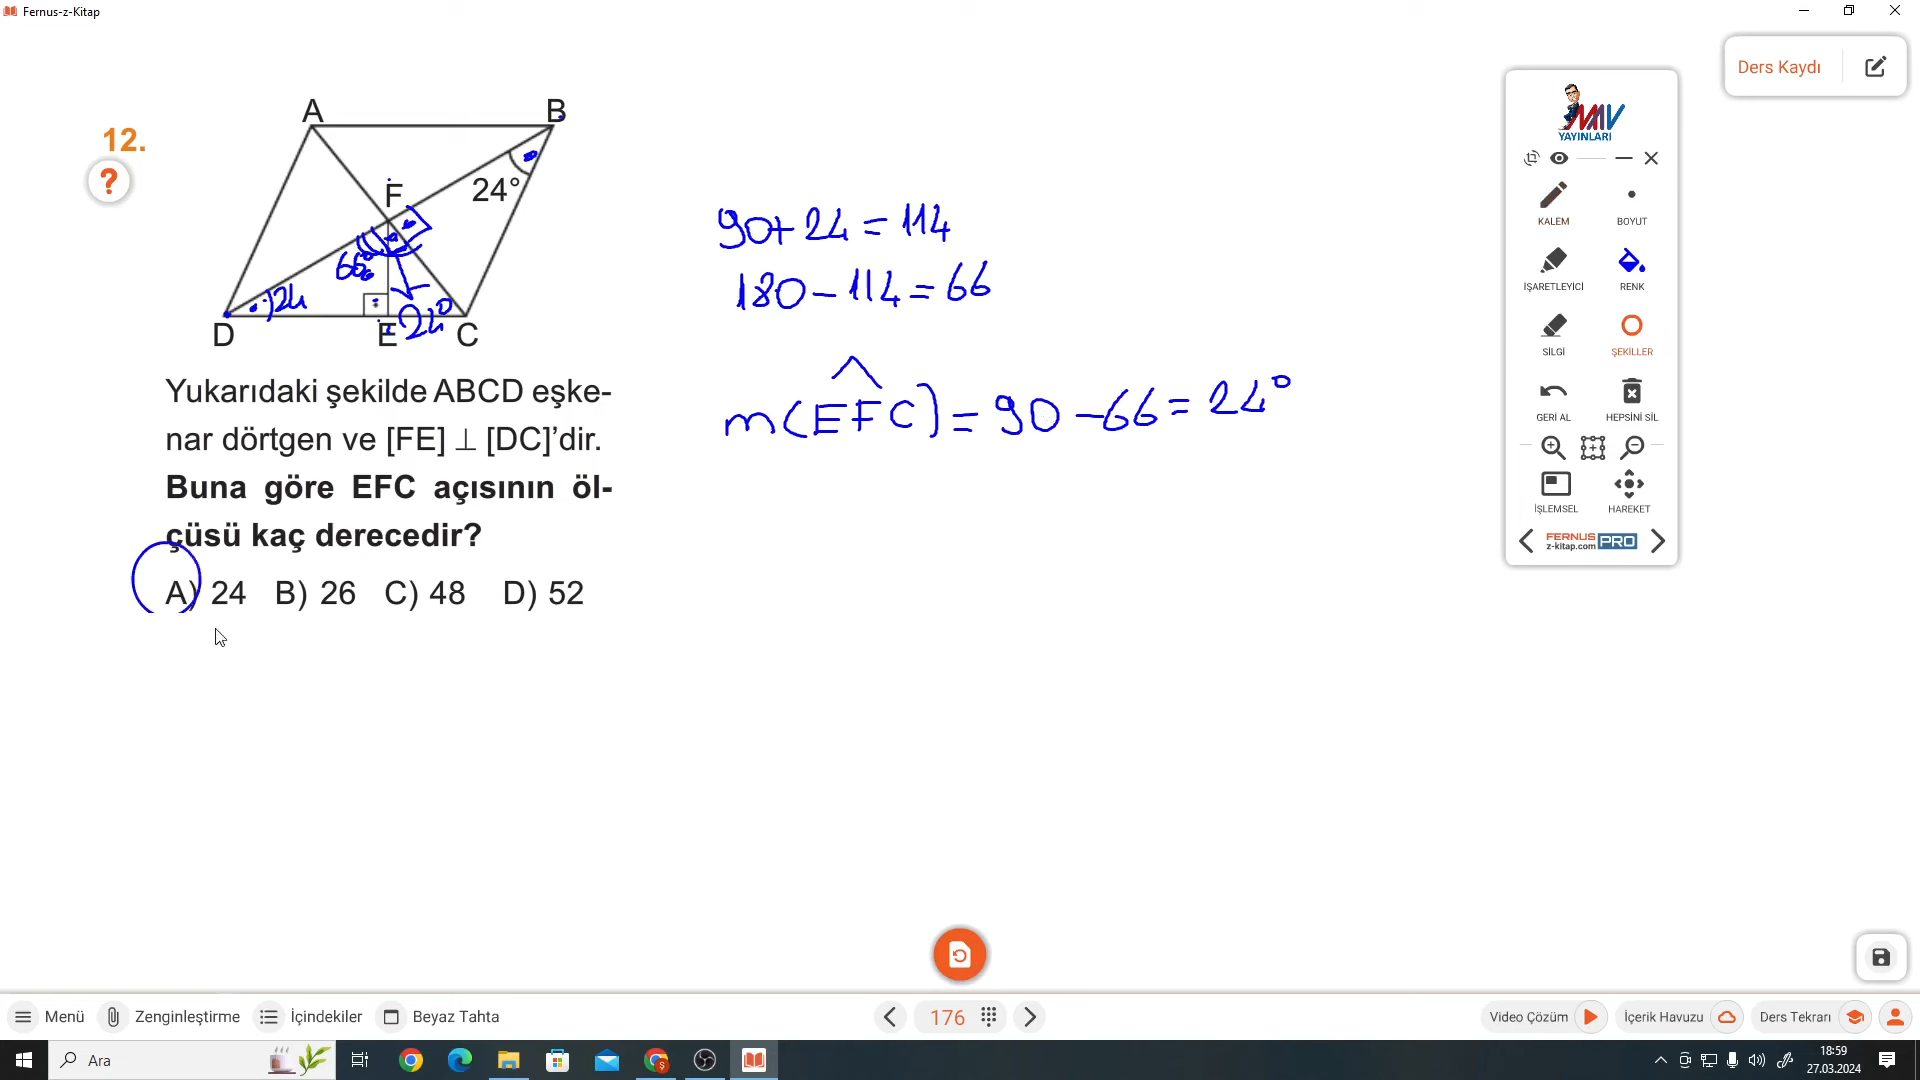 Fernus-z-Kitap
Ders Kaydı
12.
?
A
B
F
24°
66°
24
24°
D
E
C
Yukarıdaki şekilde ABCD eşke-
nar dörtgen ve [FE] ⊥ [DC]’dir.
Buna göre EFC açısının öl-
çüsü kaç derecedir?
A) 24 B) 26 C) 48 D) 52
90+24=114
180-114=66
m(EFC)=90-66=24°
MAV
YAYINLARI
KALEM
BOYUT
İŞARETLEYİCİ
RENK
SİLGİ
ŞEKİLLER
GERİ AL
HEPSİNİ SİL
İŞLEMSEL
HAREKET
FERNUS
z-kitap.com PRO
Menü
Zenginleştirme
İçindekiler
Beyaz Tahta
176
Video Çözüm
İçerik Havuzu
Ders Tekrarı
Ara
18:59
27.03.2024